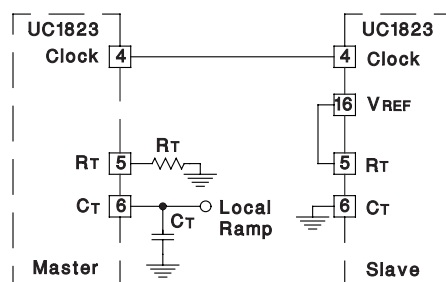 UC1823
UC1823
Clock 4
4 Clock
16 VREF
RT 5 RT
5 RT
CT 6 CT
Local
Ramp
6 CT
Master
Slave